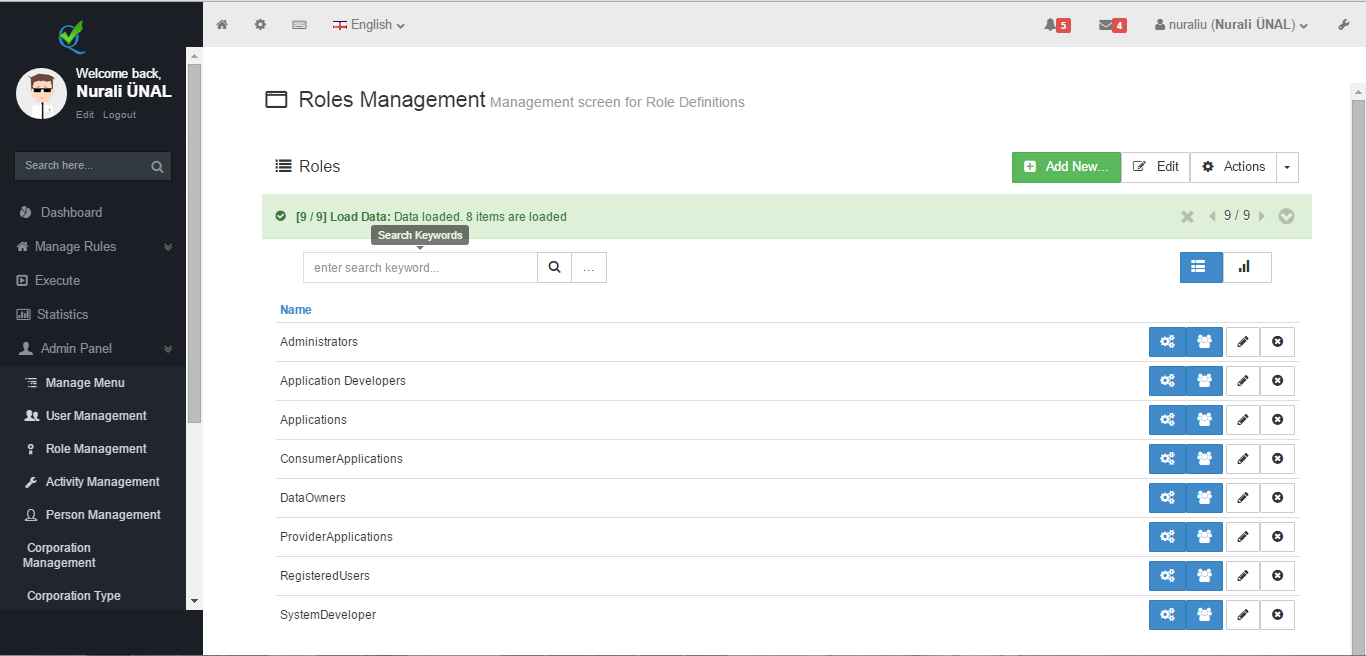 English
5
4
nuraliu (Nurali ÜNAL)
Welcome back,
Nurali ÜNAL
Edit Logout
Search here...
Dashboard
Manage Rules
Execute
Statistics
Admin Panel
Manage Menu
User Management
Role Management
Activity Management
Person Management
Corporation
Management
Corporation Type
Roles Management Management screen for Role Definitions
Roles
Add New...
Edit
Actions
[9 / 9] Load Data: Data loaded. 8 items are loaded
9 / 9
Search Keywords
enter search keyword...
...
Name
Administrators
Application Developers
Applications
ConsumerApplications
DataOwners
ProviderApplications
RegisteredUsers
SystemDeveloper